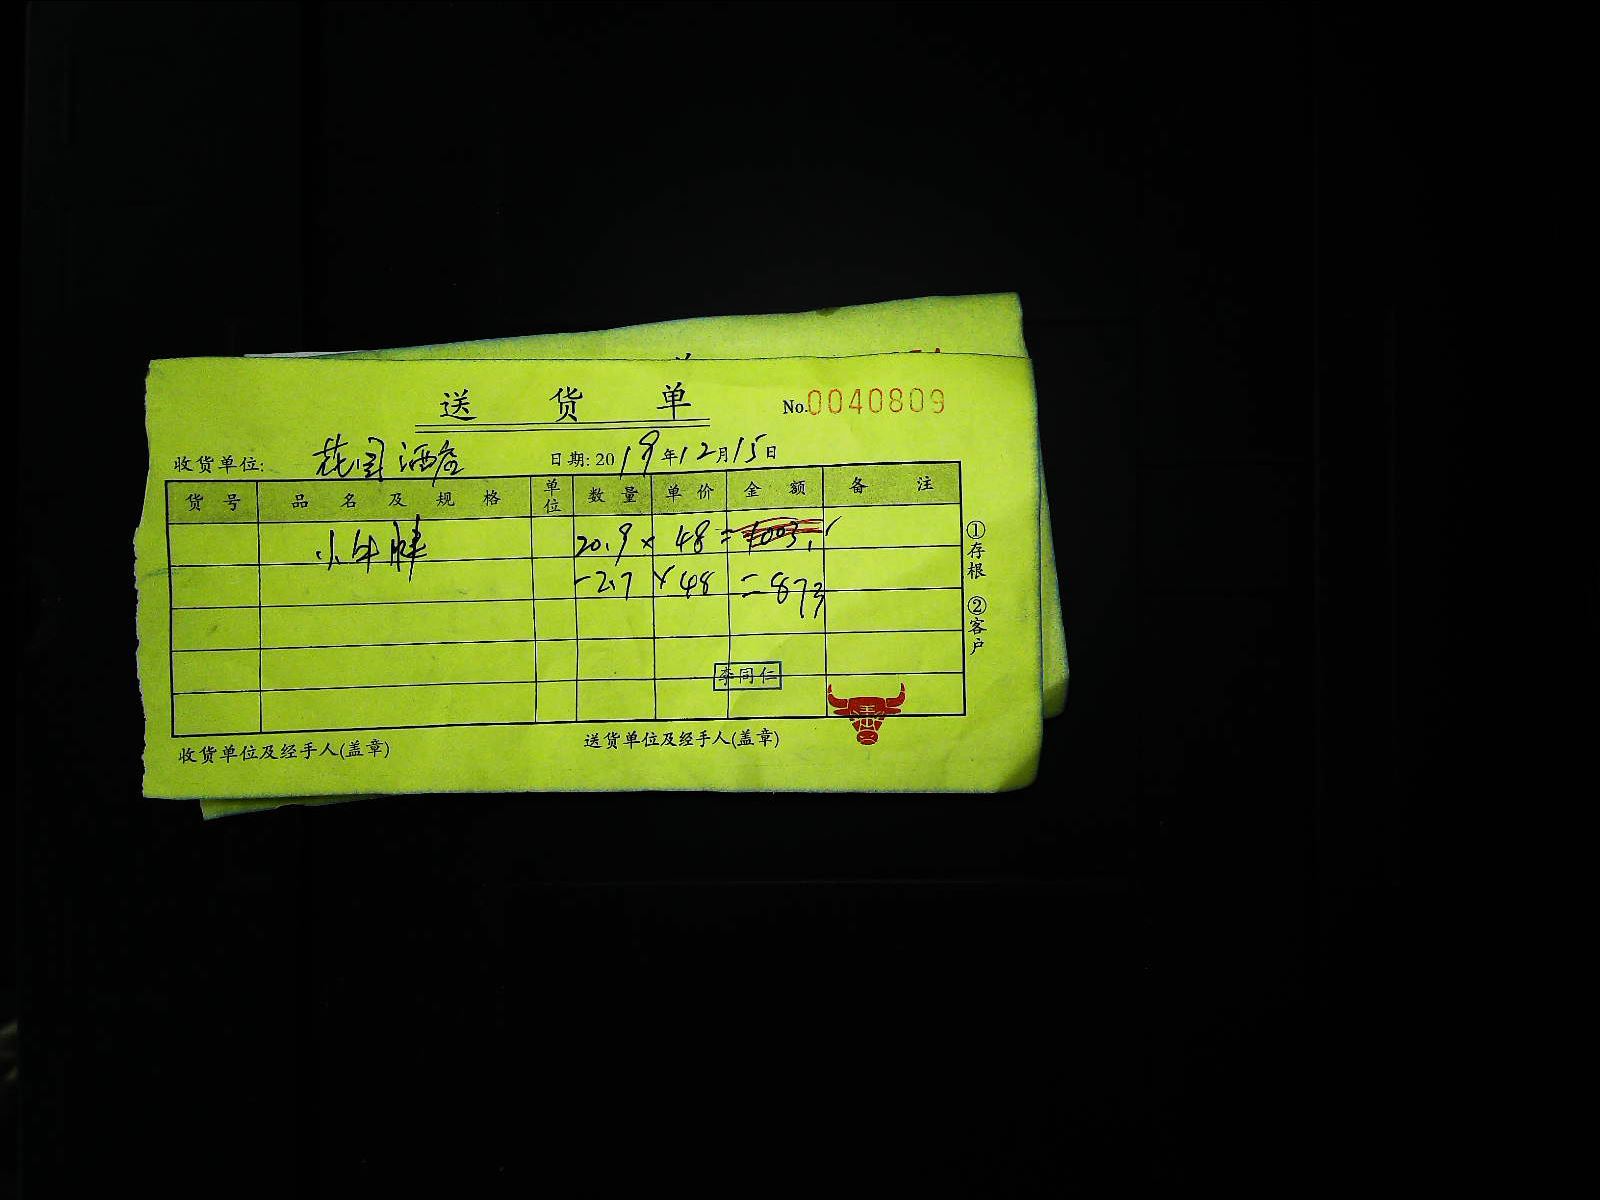 送 货 单 No.0040809
收货单位: 花园酒店 日期: 2019年12月15日
货号 品名及规格 单位 数量 单价 金额 备注
小牛腱 20.9 × 48 = 1003.
-2.7 × 48 = 873
①存根 ②客户
李同仁
收货单位及经手人(盖章) 送货单位及经手人(盖章)